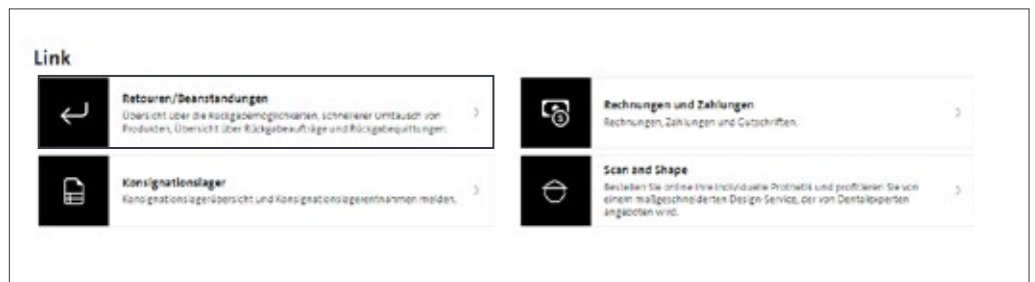 Link
Retouren/Beanstandungen
Übersicht über die Rückgabemöglichkeiten, schnellerer Umtausch von
Produkten, Übersicht über Rückgabeaufträge und Rückgabequittungen.
Rechnungen und Zahlungen
Rechnungen, Zahlungen und Gutschriften.
Konsignationslager
Konsignationslagerübersicht und Konsignationslagerentnahmen melden.
Scan and Shape
Bestellen Sie online Ihre individuelle Prothetik und profitieren Sie von
einem maßgeschneiderten Design-Service, der von Dentalexperten
angeboten wird.